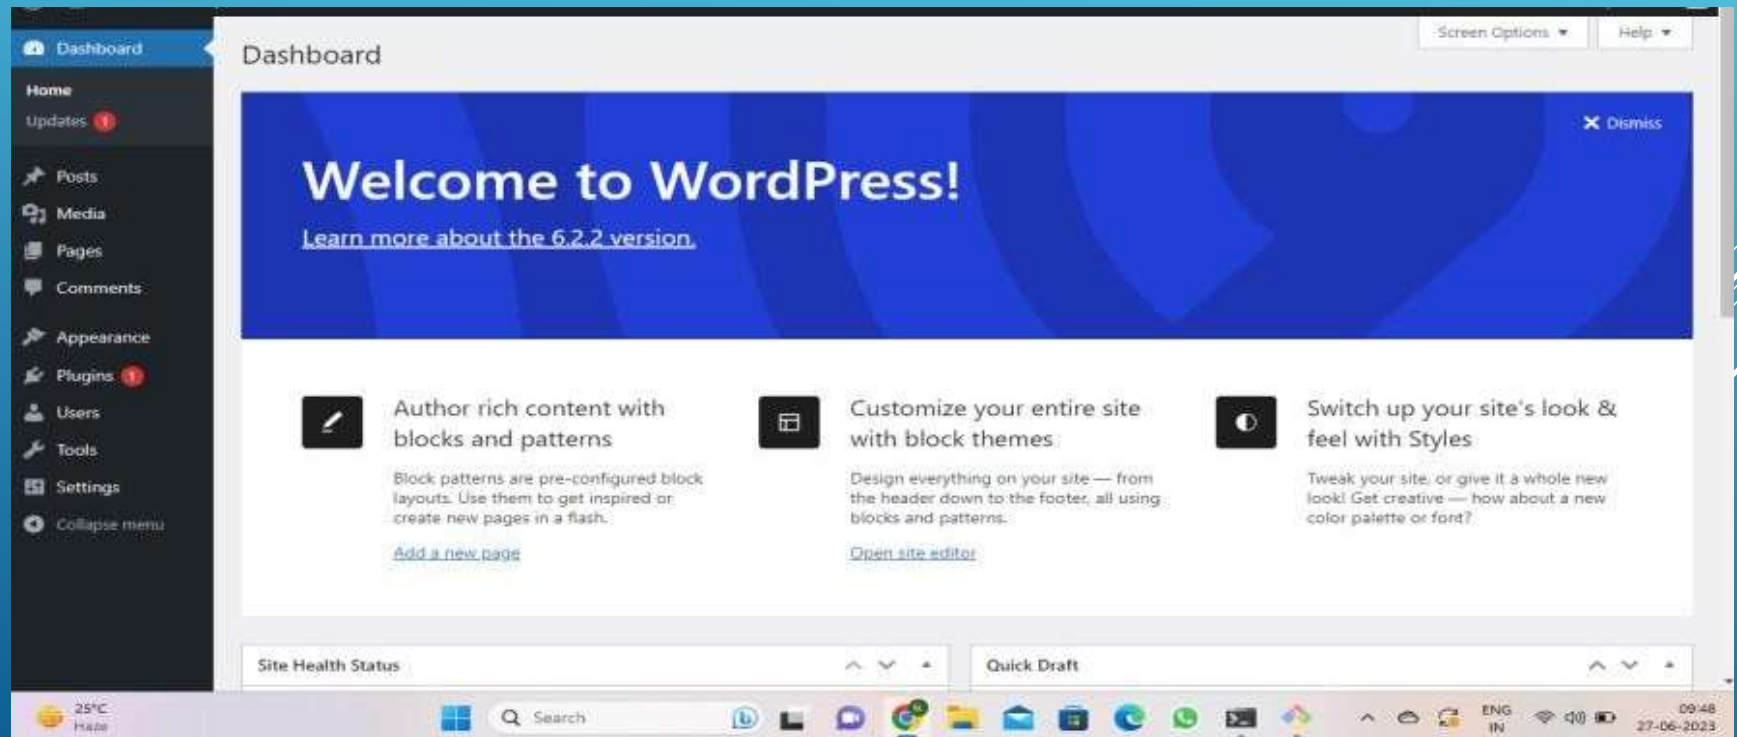 Dashboard
Home
Updates 1
Posts
Media
Pages
Comments
Appearance
Plugins 1
Users
Tools
Settings
Collapse menu
Screen Options
Help
Dashboard
Dismiss
Welcome to WordPress!
Learn more about the 6.2.2 version.
Author rich content with
blocks and patterns
Block patterns are pre-configured block
layouts. Use them to get inspired or
create new pages in a flash.
Add a new page
Customize your entire site
with block themes
Design everything on your site — from
the header down to the footer, all using
blocks and patterns.
Open site editor
Switch up your site's look &
feel with Styles
Tweak your site, or give it a whole new
look! Get creative — how about a new
color palette or font?
Site Health Status
Quick Draft
25°C
Haze
Search
ENG
IN
09:48
27-06-2023